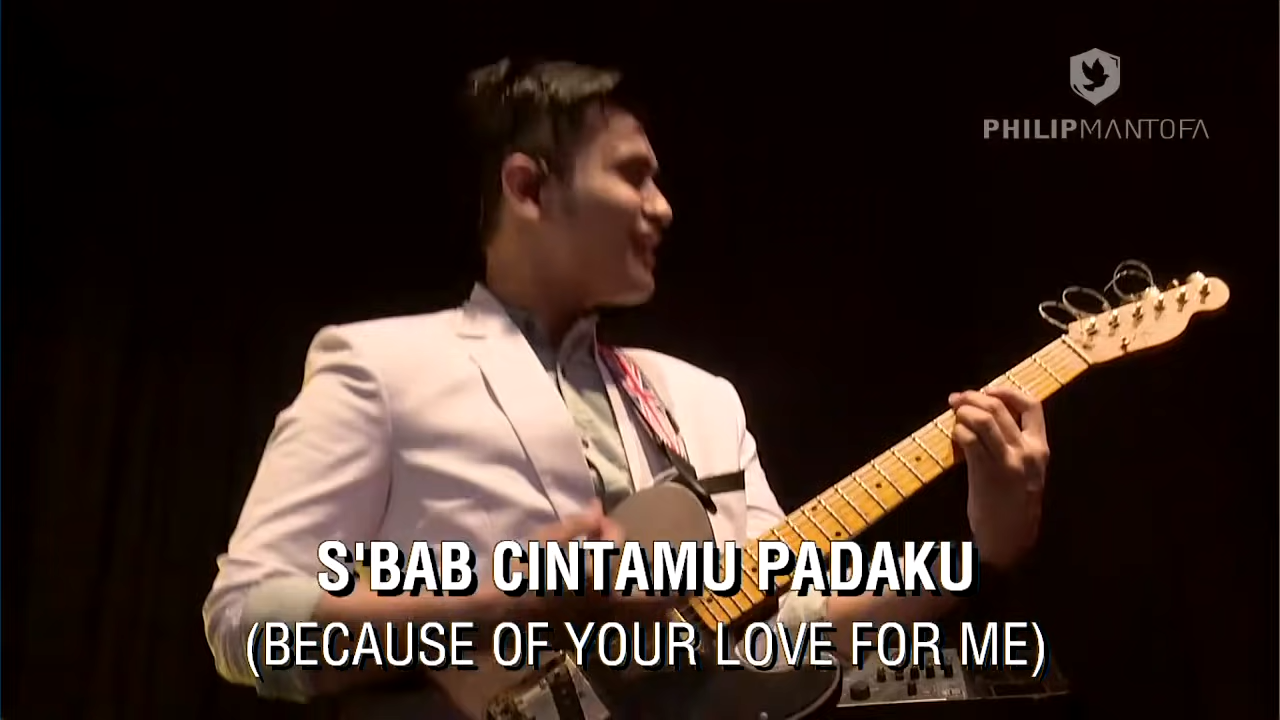 PHILIPMANTOFA
S'BAB CINTAMU PADAKU
(BECAUSE OF YOUR LOVE FOR ME)